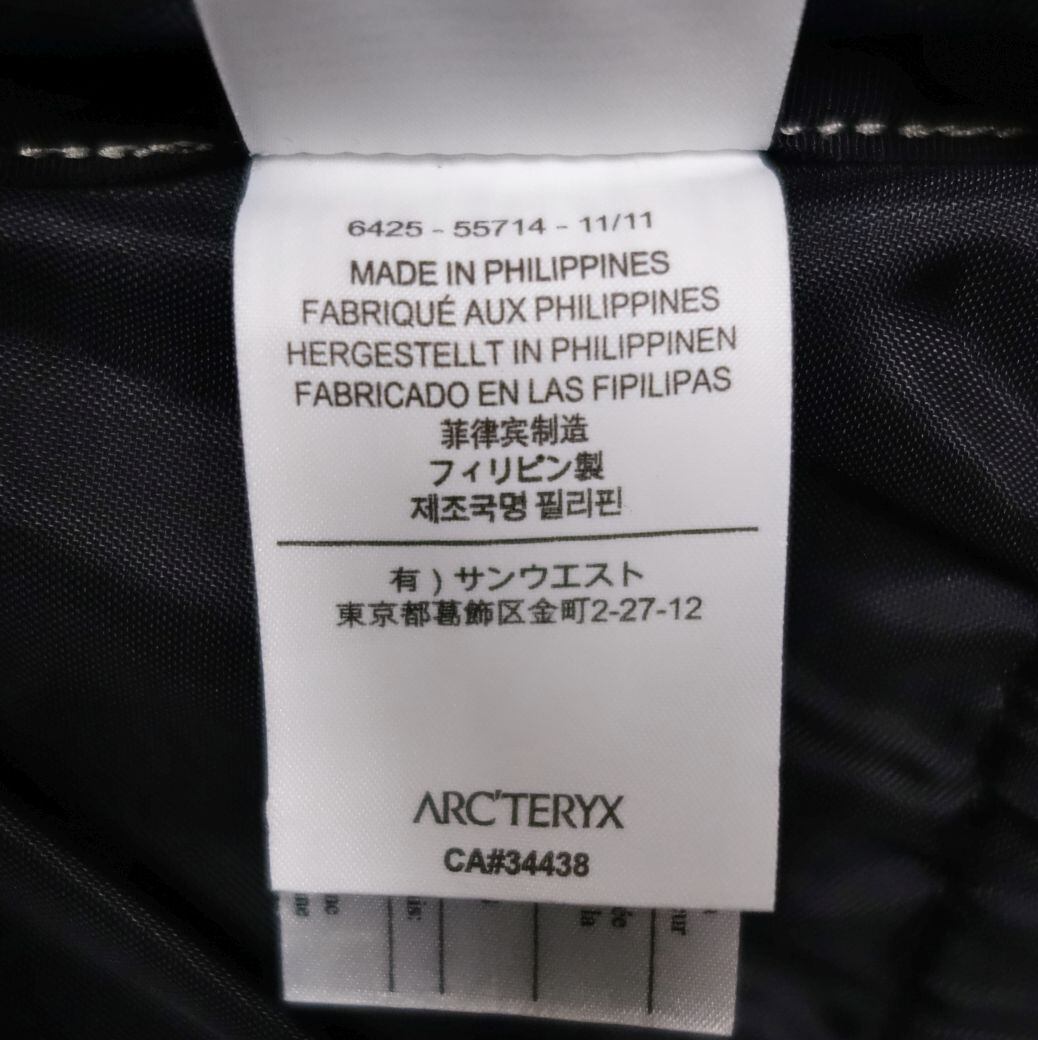 6425 - 55714 - 11/11
MADE IN PHILIPPINES
FABRIQUÉ AUX PHILIPPINES
HERGESTELLT IN PHILIPPINEN
FABRICADO EN LAS FIPILIPAS
菲律宾制造
フィリピン製
제조국명 필리핀
有）サンウエスト
東京都葛飾区金町2-27-12
ARC'TERYX
CA#34438